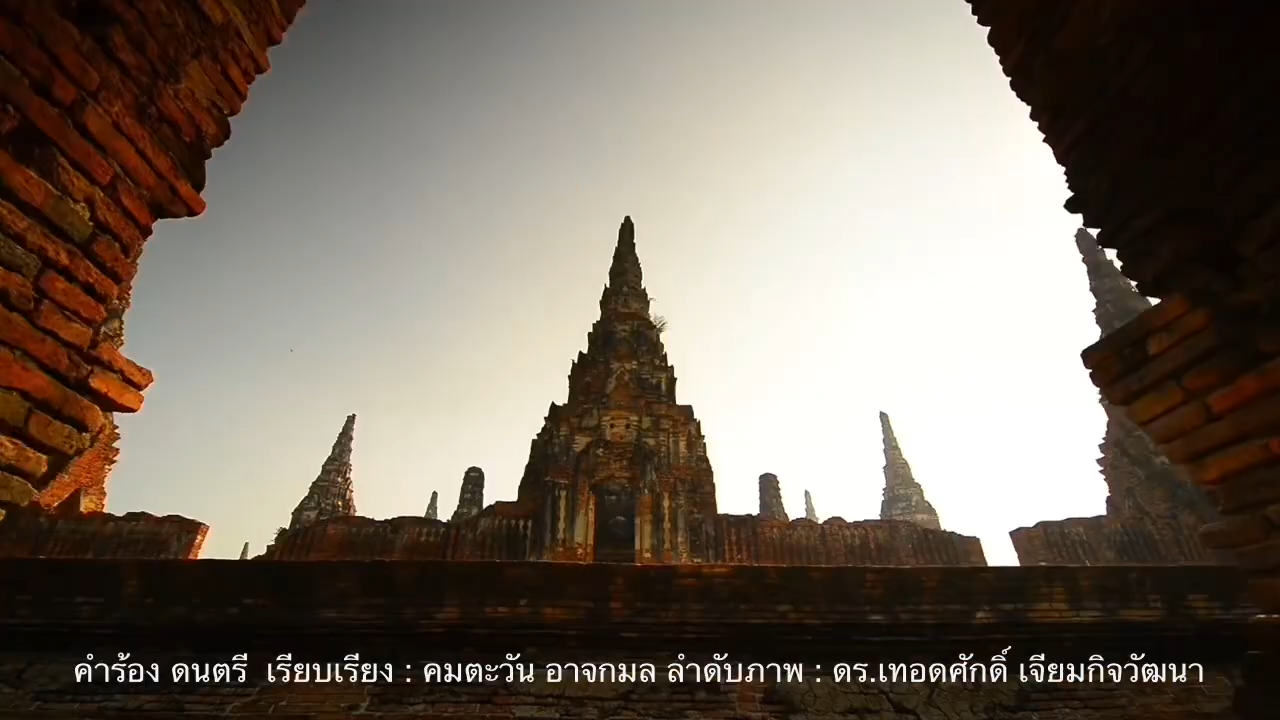 คำร้อง ดนตรี  เรียบเรียง : คมตะวัน อาจกมล ลำดับภาพ : ดร.เทอดศักดิ์ เจียมกิจวัฒนา